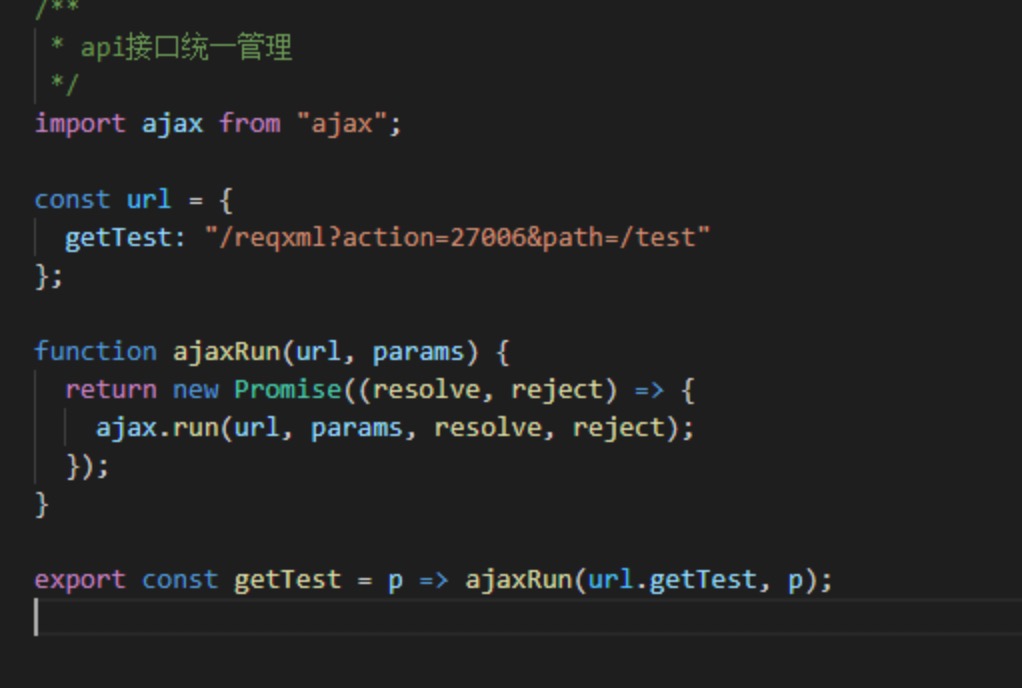 /**
* api接口统一管理
*/
import ajax from "ajax";
const url = {
getTest: "/reqxml?action=27006&path=/test"
};
function ajaxRun(url, params) {
return new Promise((resolve, reject) => {
ajax.run(url, params, resolve, reject);
});
}
export const getTest = p => ajaxRun(url.getTest, p);